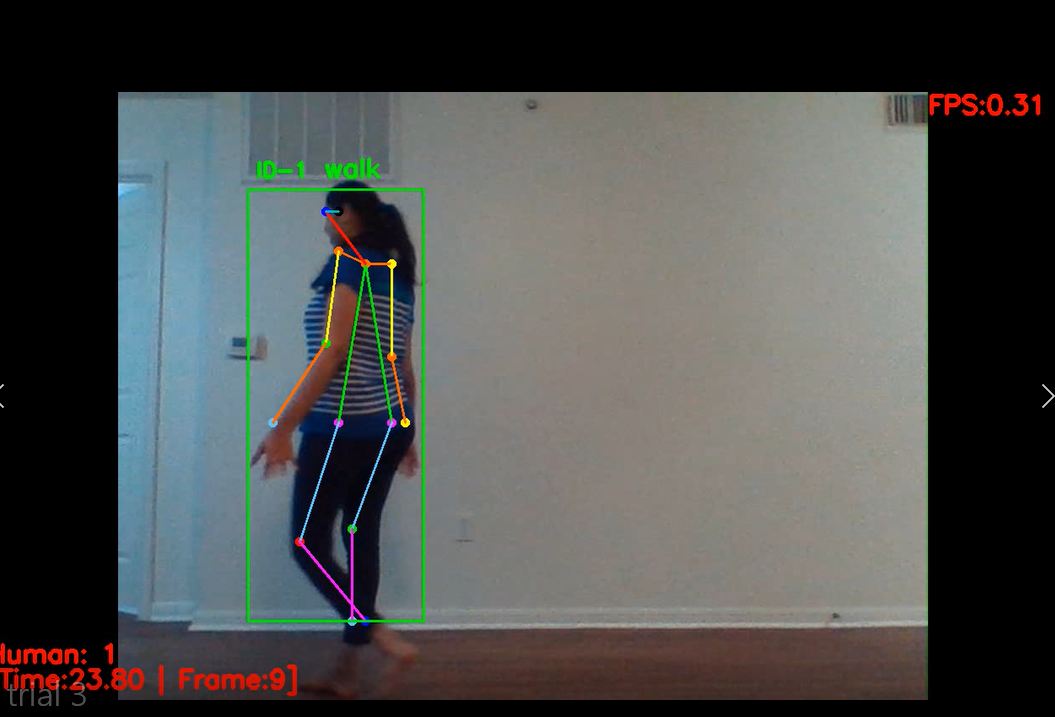 FPS:0.31
ID-1 walk
Human: 1
Time:23.80 | Frame:9]
trial 3